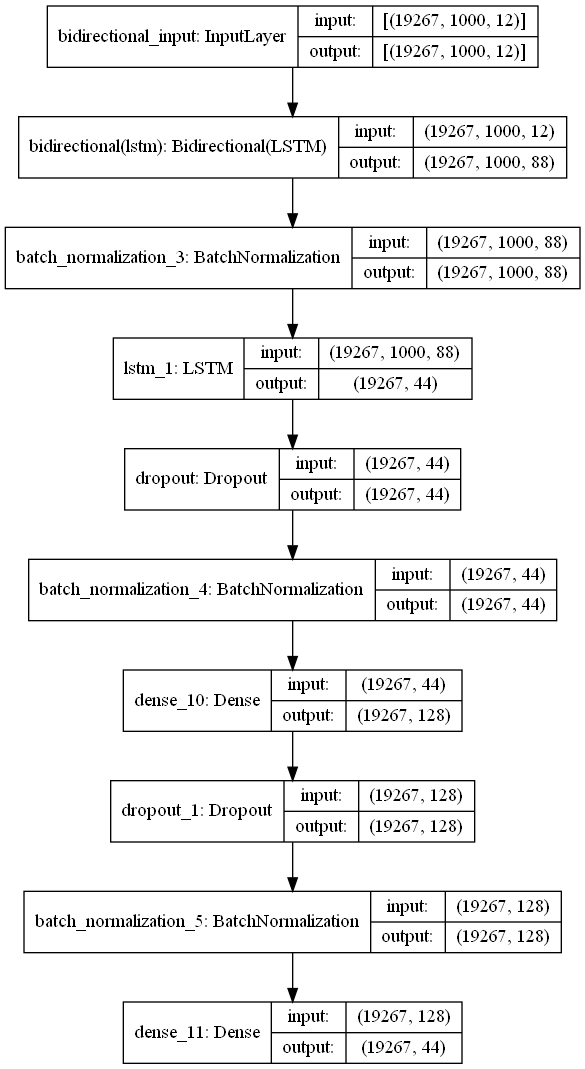 bidirectional_input: InputLayer
input: [(19267, 1000, 12)]
output: [(19267, 1000, 12)]
bidirectional(lstm): Bidirectional(LSTM)
input: (19267, 1000, 12)
output: (19267, 1000, 88)
batch_normalization_3: BatchNormalization
input: (19267, 1000, 88)
output: (19267, 1000, 88)
lstm_1: LSTM
input: (19267, 1000, 88)
output: (19267, 44)
dropout: Dropout
input: (19267, 44)
output: (19267, 44)
batch_normalization_4: BatchNormalization
input: (19267, 44)
output: (19267, 44)
dense_10: Dense
input: (19267, 44)
output: (19267, 128)
dropout_1: Dropout
input: (19267, 128)
output: (19267, 128)
batch_normalization_5: BatchNormalization
input: (19267, 128)
output: (19267, 128)
dense_11: Dense
input: (19267, 128)
output: (19267, 44)